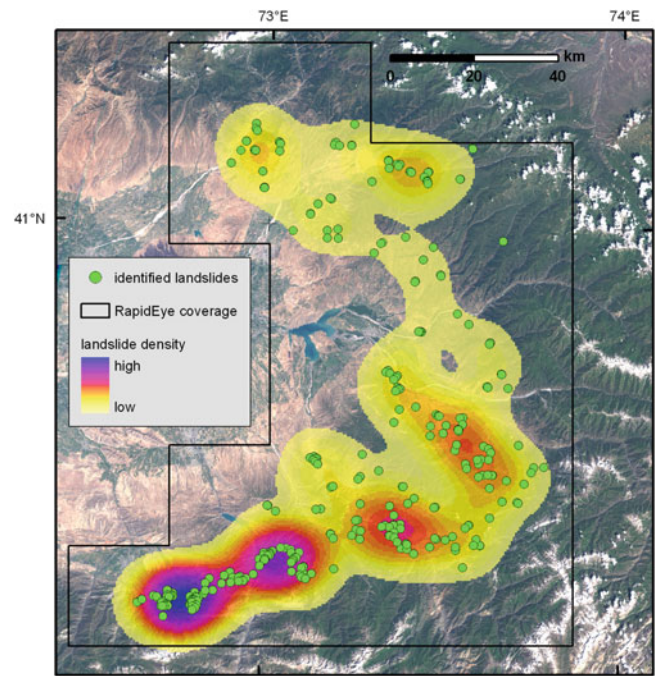 73°E 74°E
km
0 20 40
41°N
identified landslides
RapidEye coverage
landslide density
high
low